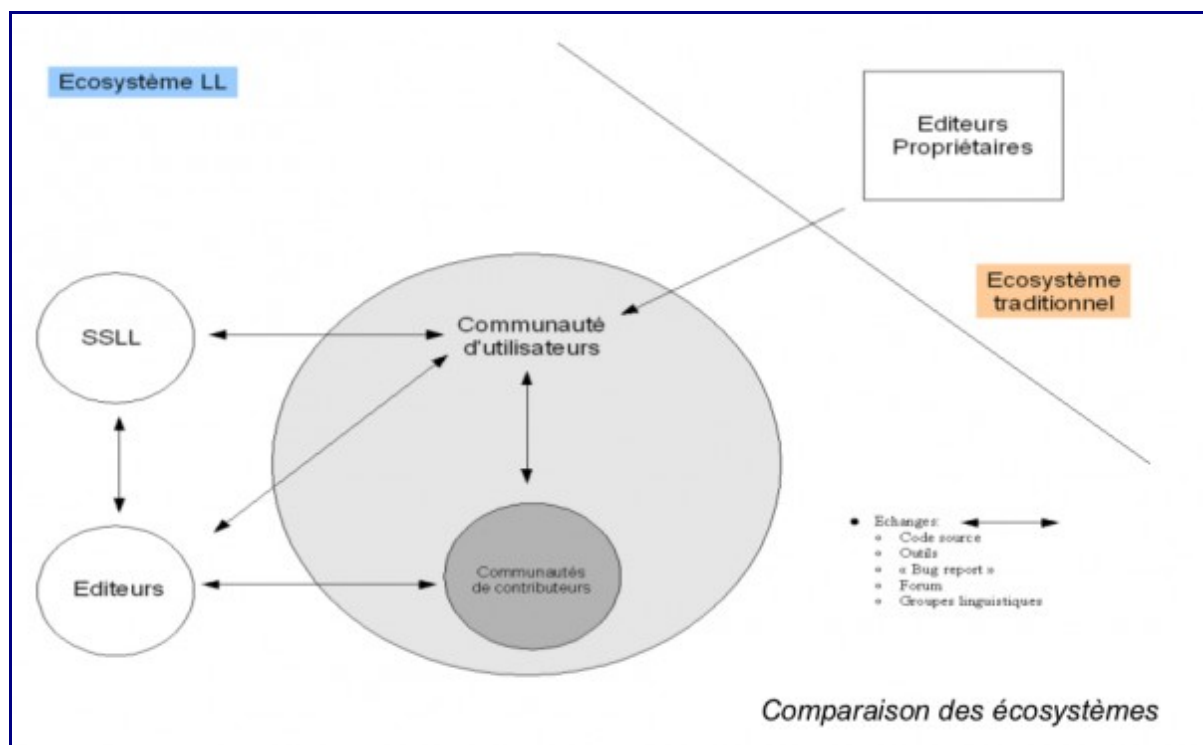 Ecosystème LL
Editeurs
Propriétaires
Ecosystème
traditionnel
SSLL
Communauté
d'utilisateurs
Editeurs
Communautés
de contributeurs
Echanges:
Code source
Outils
« Bug report »
Forum
Groupes linguistiques
Comparaison des écosystèmes